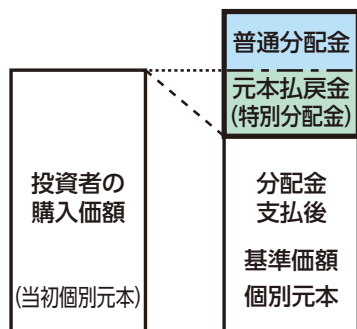 普通分配金
元本払戻金
(特別分配金)
投資者の
購入価額
(当初個別元本)
分配金
支払後
基準価額
個別元本